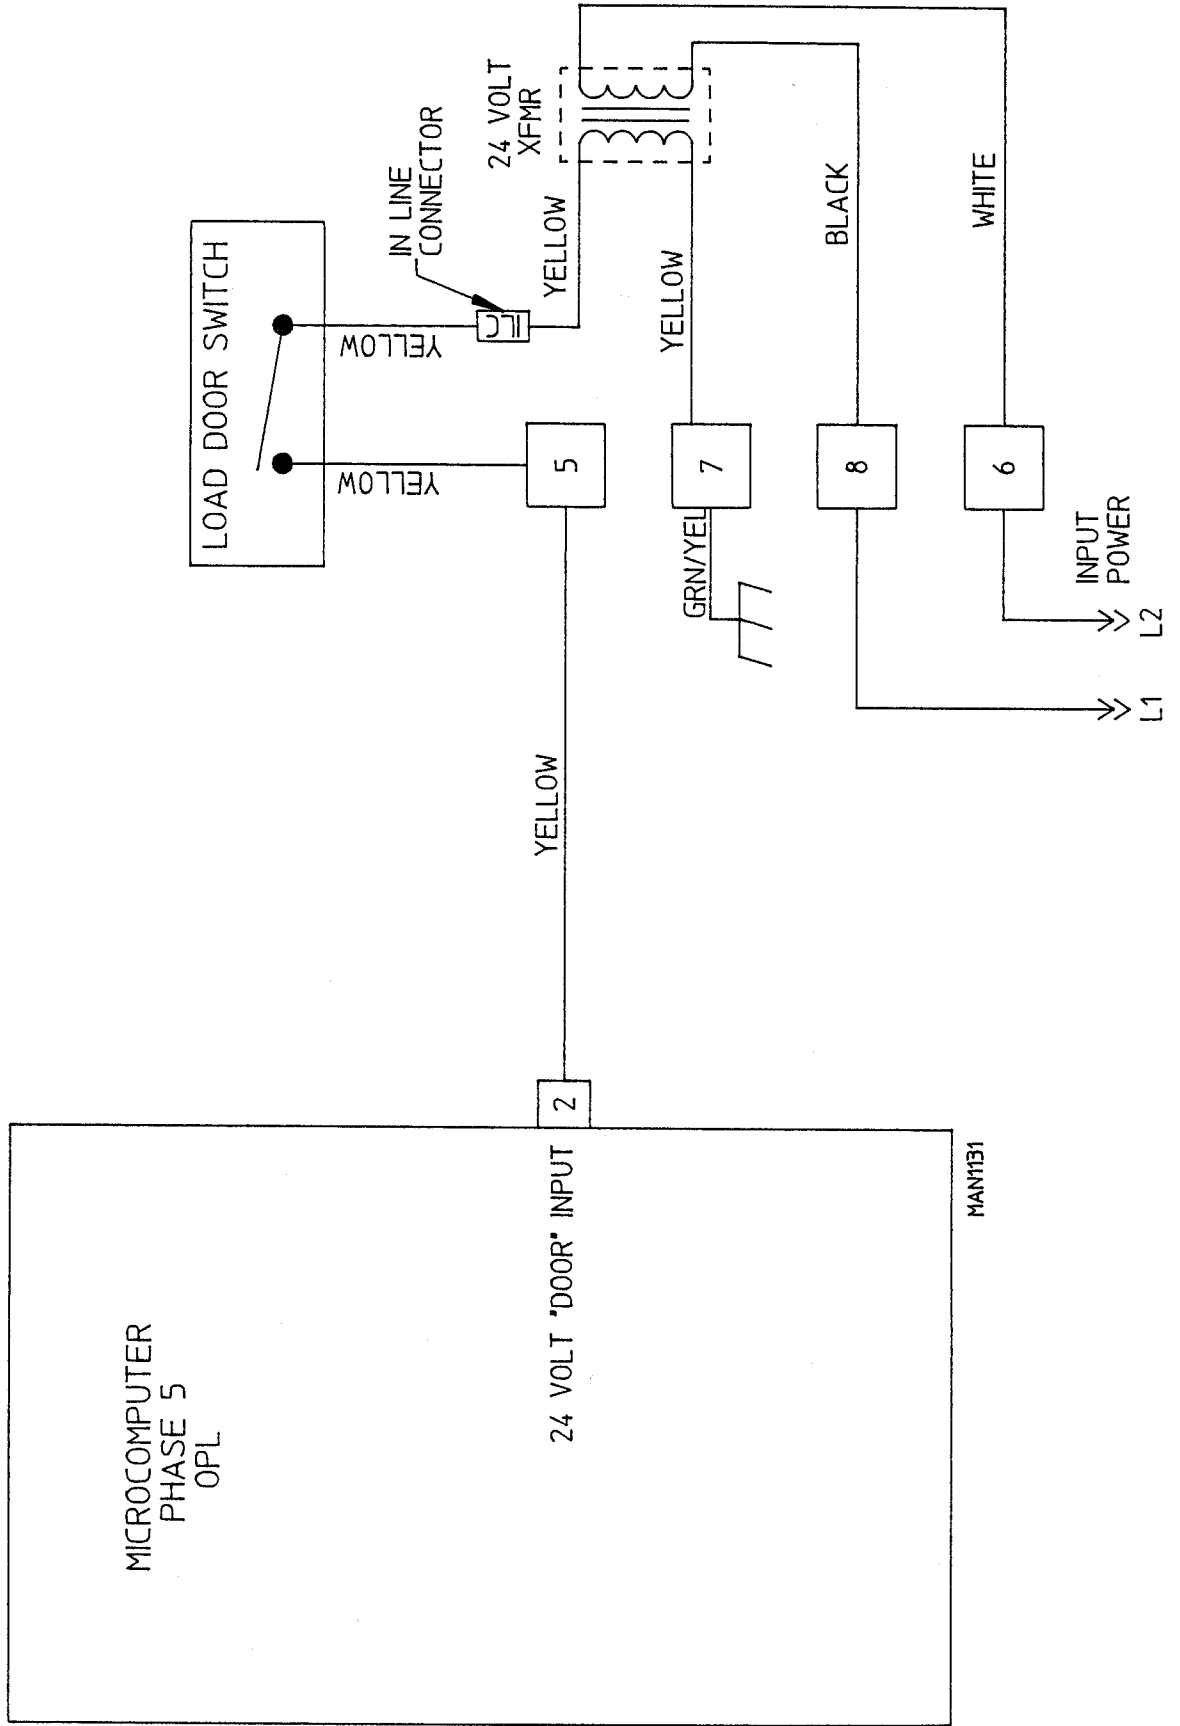 MICROCOMPUTER
PHASE 5
OPL
24 VOLT "DOOR" INPUT
2
YELLOW
MAN1131
LOAD DOOR SWITCH
YELLOW
YELLOW
IN LINE
CONNECTOR
ILC
YELLOW
24 VOLT
XFMR
5
YELLOW
7
GRN/YEL
BLACK
8
WHITE
6
INPUT
POWER
L1
L2